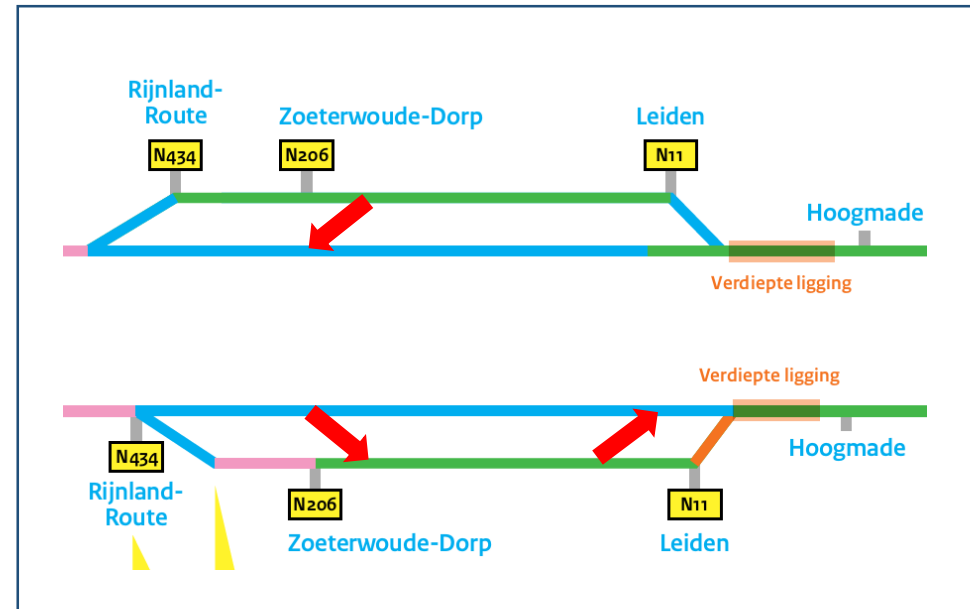 Rijnland-
Route
Zoeterwoude-Dorp
Leiden
N434
N206
N11
Hoogmade
Verdiepte ligging
Verdiepte ligging
N434
Hoogmade
Rijnland-
Route
N206
N11
Zoeterwoude-Dorp
Leiden